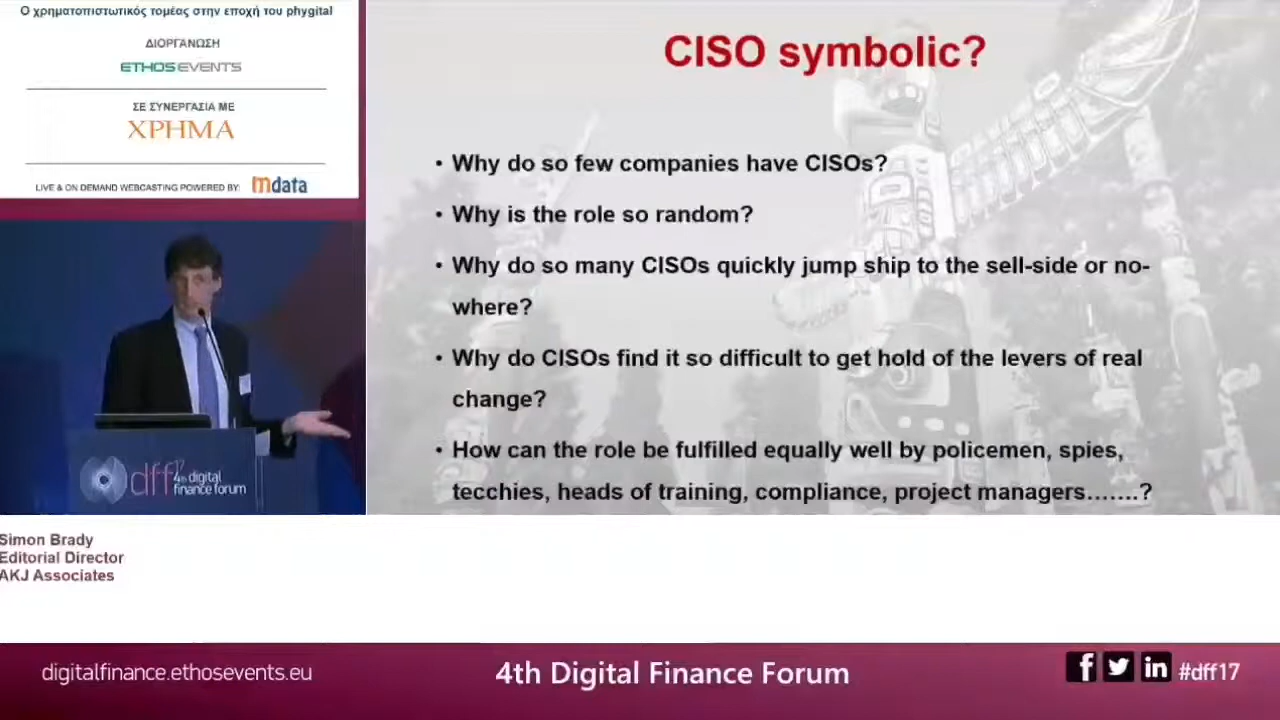 Ο χρηματοπιστωτικός τομέας στην εποχή του phygital
ΔΙΟΡΓΑΝΩΣΗ
ETHOSEVENTS
ΣΕ ΣΥΝΕΡΓΑΣΙΑ ΜΕ
ΧΡΗΜΑ
LIVE & ON DEMAND WEBCASTING POWERED BY: mdata
CISO symbolic?
• Why do so few companies have CISOs?
• Why is the role so random?
• Why do so many CISOs quickly jump ship to the sell-side or no-
where?
• Why do CISOs find it so difficult to get hold of the levers of real
change?
• How can the role be fulfilled equally well by policemen, spies,
tecchies, heads of training, compliance, project managers…….?
dff17
4th digital
finance forum
Simon Brady
Editorial Director
AKJ Associates
digitalfinance.ethosevents.eu
4th Digital Finance Forum
#dff17